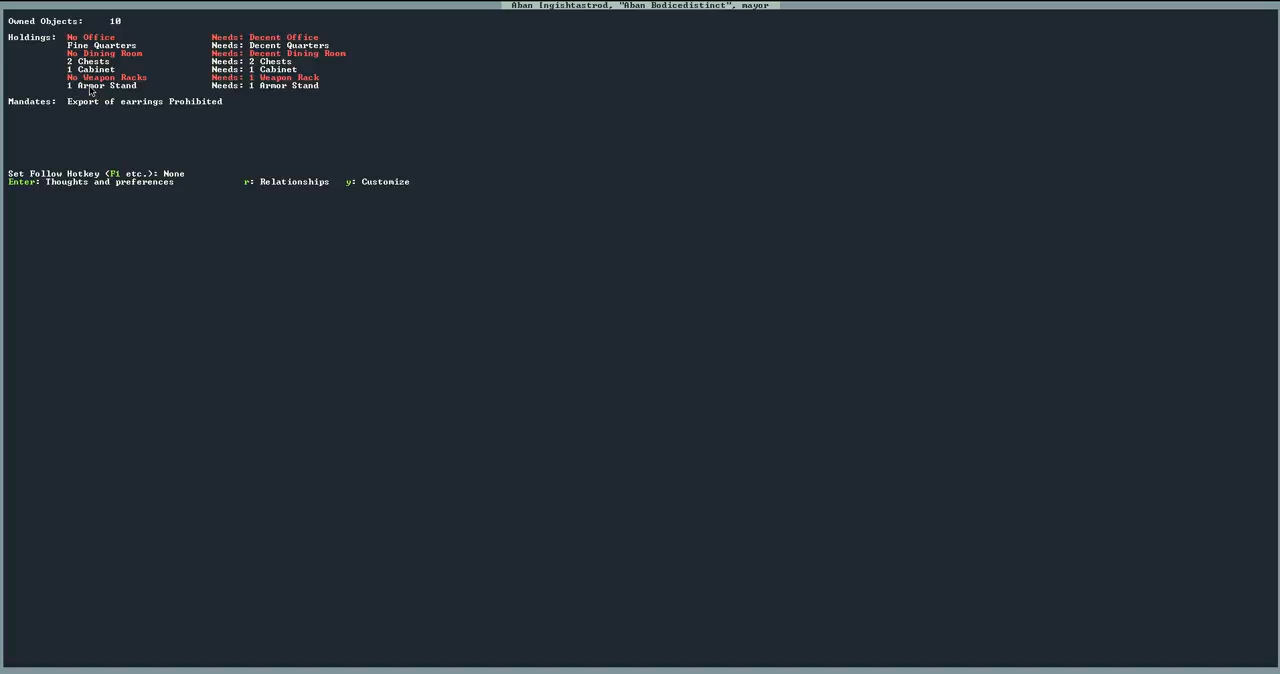 Aban Ingishtastrod, "Aban Bodicedistinct", mayor
Owned Objects: 10
Holdings: No Office Needs: Decent Office
Fine Quarters Needs: Decent Quarters
No Dining Room Needs: Decent Dining Room
2 Chests Needs: 2 Chests
1 Cabinet Needs: 1 Cabinet
No Weapon Racks Needs: 1 Weapon Rack
1 Armor Stand Needs: 1 Armor Stand
Mandates: Export of earrings Prohibited
Set Follow Hotkey (F1 etc.): None
Enter: Thoughts and preferences r: Relationships y: Customize